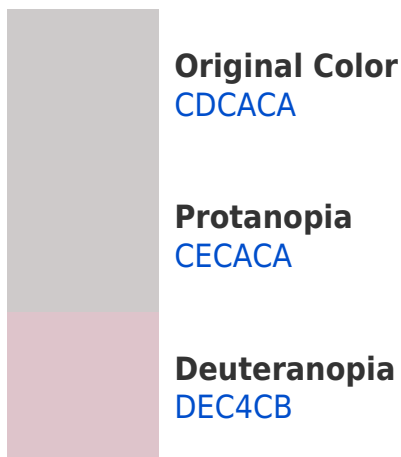 Original Color
CDCACA
Protanopia
CECACA
Deuteranopia
DEC4CB